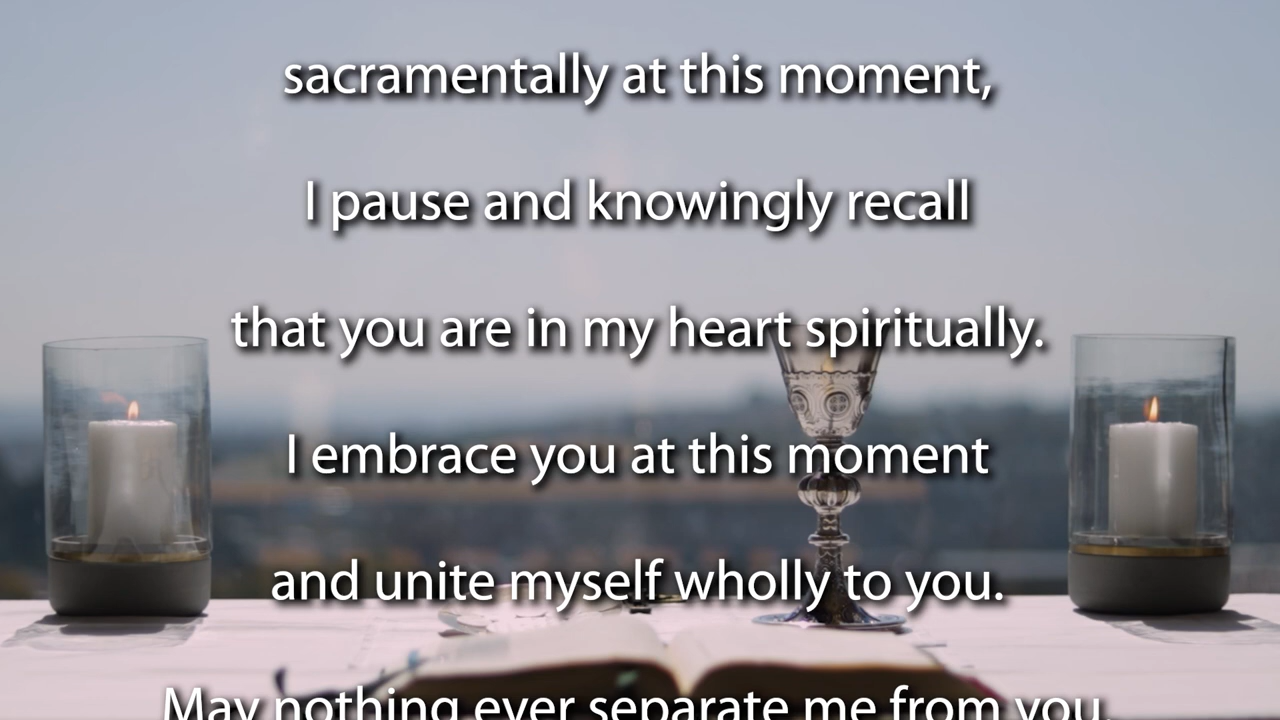 sacramentally at this moment,
I pause and knowingly recall
that you are in my heart spiritually.
I embrace you at this moment
and unite myself wholly to you.
May nothing ever separate me from you.